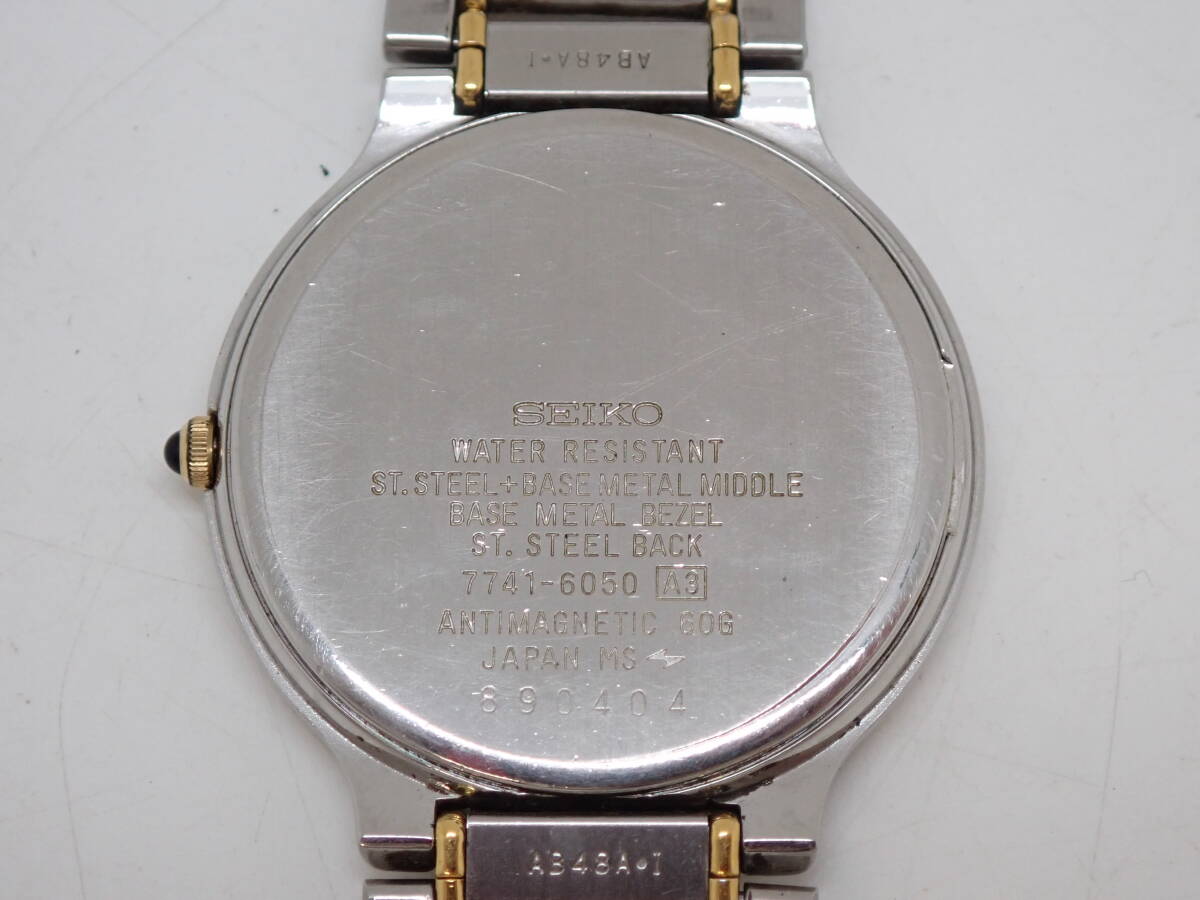 AB48A•I
SEIKO
WATER RESISTANT
ST.STEEL+BASE METAL MIDDLE
BASE METAL BEZEL
ST. STEEL BACK
7741-6050 A3
ANTIMAGNETIC GOG
JAPAN MS
890404
AB48A•I